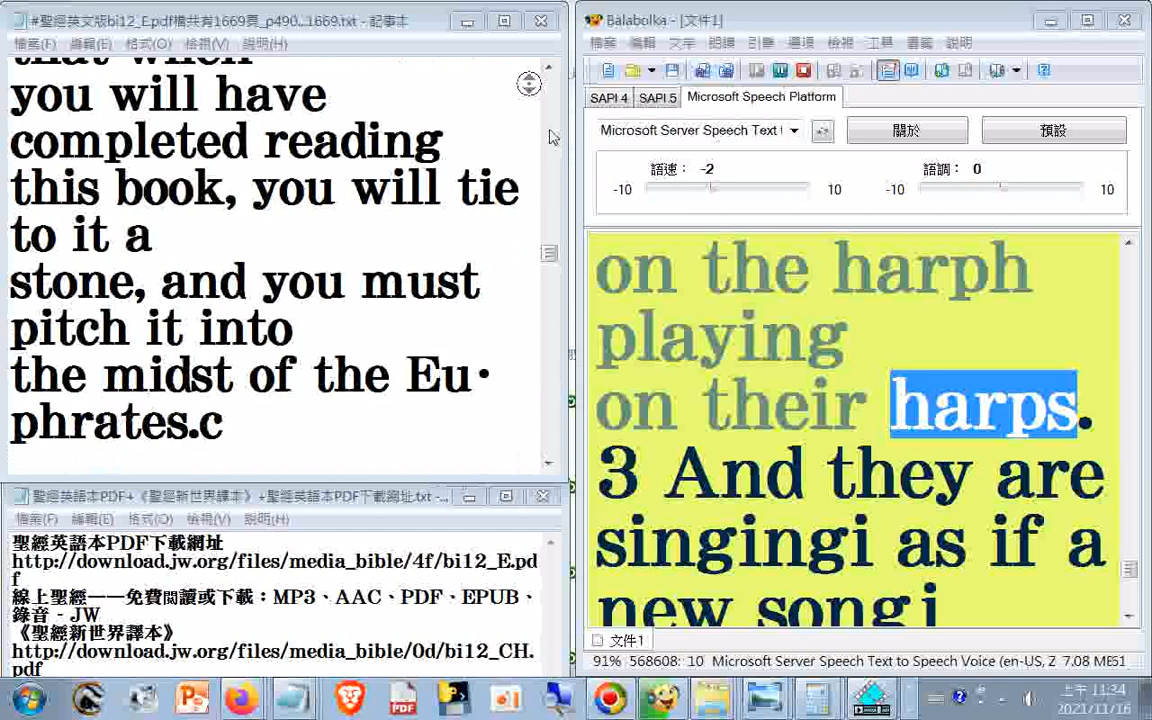 #聖經英文版bi12_E.pdf檔共有1669頁_p490...1669.txt - 記事本
檔案(F) 編輯(E) 格式(O) 檢視(V) 說明(H)
that when
you will have
completed reading
this book, you will tie
to it a
stone, and you must
pitch it into
the midst of the Eu·
phrates.c
聖經英語本PDF+《聖經新世界譯本》+聖經英語本PDF下載網址.txt - ...
檔案(F) 編輯(E) 格式(O) 檢視(V) 說明(H)
聖經英語本PDF下載網址
http://download.jw.org/files/media_bible/4f/bi12_E.pd
f
線上聖經——免費閱讀或下載：MP3、AAC、PDF、EPUB、
錄音 - JW
《聖經新世界譯本》
http://download.jw.org/files/media_bible/0d/bi12_CH.
pdf
Balabolka - [文件1]
檔案 編輯 文字 朗讀 引擎 選項 檢視 工具 書籤 說明
SAPI 4 SAPI 5 Microsoft Speech Platform
Microsoft Server Speech Text 關於 預設
語速： -2 語調： 0
-10 10 -10 10
on the harph
playing
on their harps.
3 And they are
singingi as if a
new songj
文件1
91% 568608: 10 Microsoft Server Speech Text to Speech Voice (en-US, Z 7.08 ME51
PDF
上午 11:34
2021/11/16